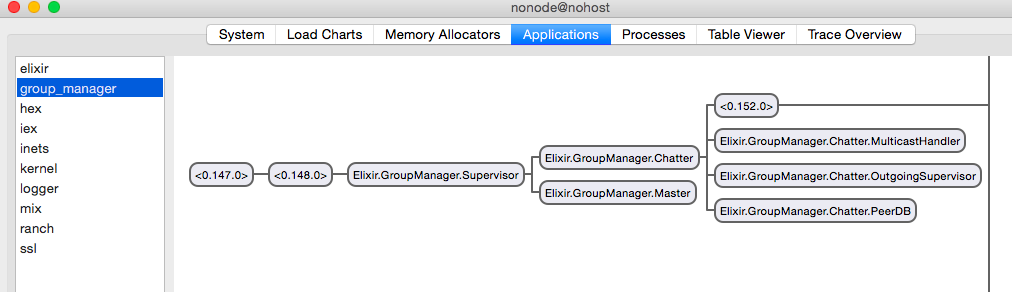 nonode@nohost
System Load Charts Memory Allocators Applications Processes Table Viewer Trace Overview
elixir
group_manager
hex
iex
inets
kernel
logger
mix
ranch
ssl
<0.147.0>
<0.148.0>
Elixir.GroupManager.Supervisor
Elixir.GroupManager.Chatter
Elixir.GroupManager.Master
<0.152.0>
Elixir.GroupManager.Chatter.MulticastHandler
Elixir.GroupManager.Chatter.OutgoingSupervisor
Elixir.GroupManager.Chatter.PeerDB